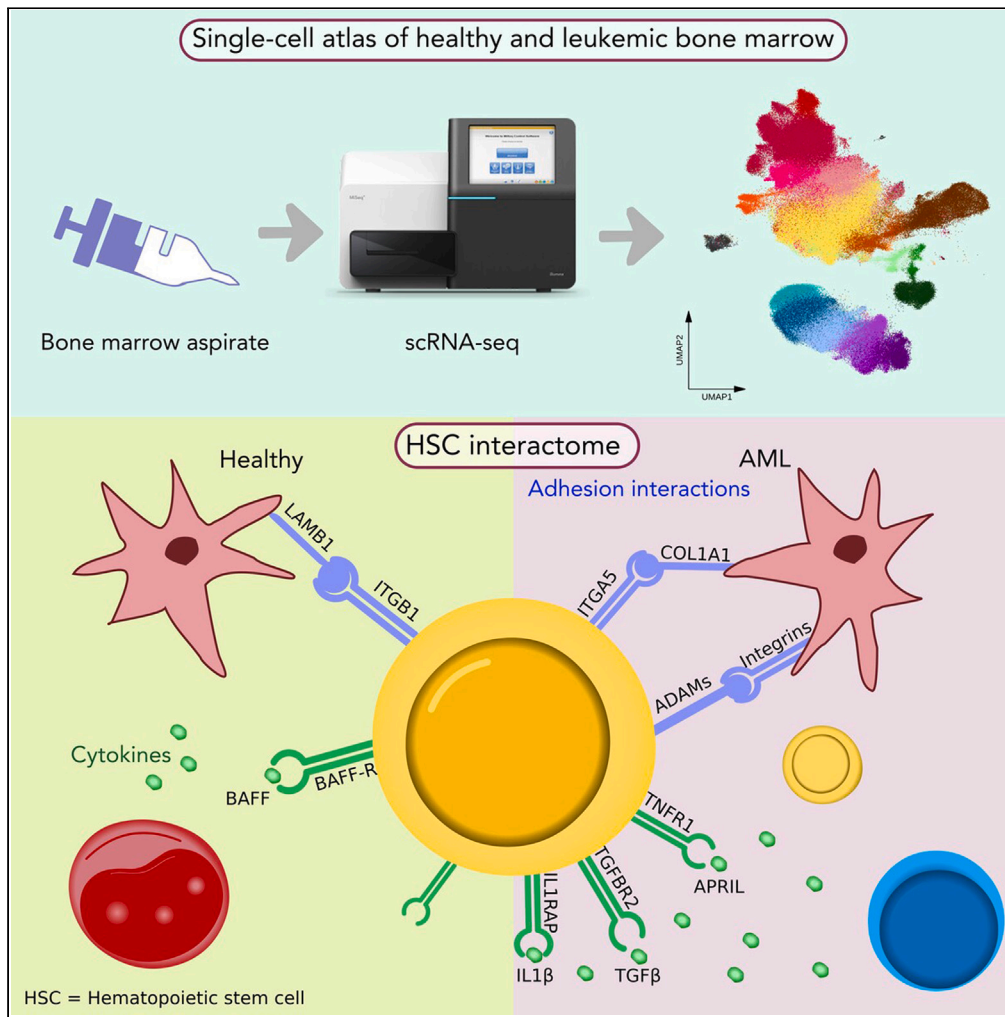 Single-cell atlas of healthy and leukemic bone marrow
Bone marrow aspirate
scRNA-seq
UMAP2
UMAP1
HSC interactome
Healthy
AML
Adhesion interactions
LAMB1
ITGB1
ITGA5
COL1A1
ADAMs
Integrins
Cytokines
BAFF
BAFF-R
TNFR1
APRIL
TGFBR2
TGFβ
IL1RAP
IL1β
HSC = Hematopoietic stem cell